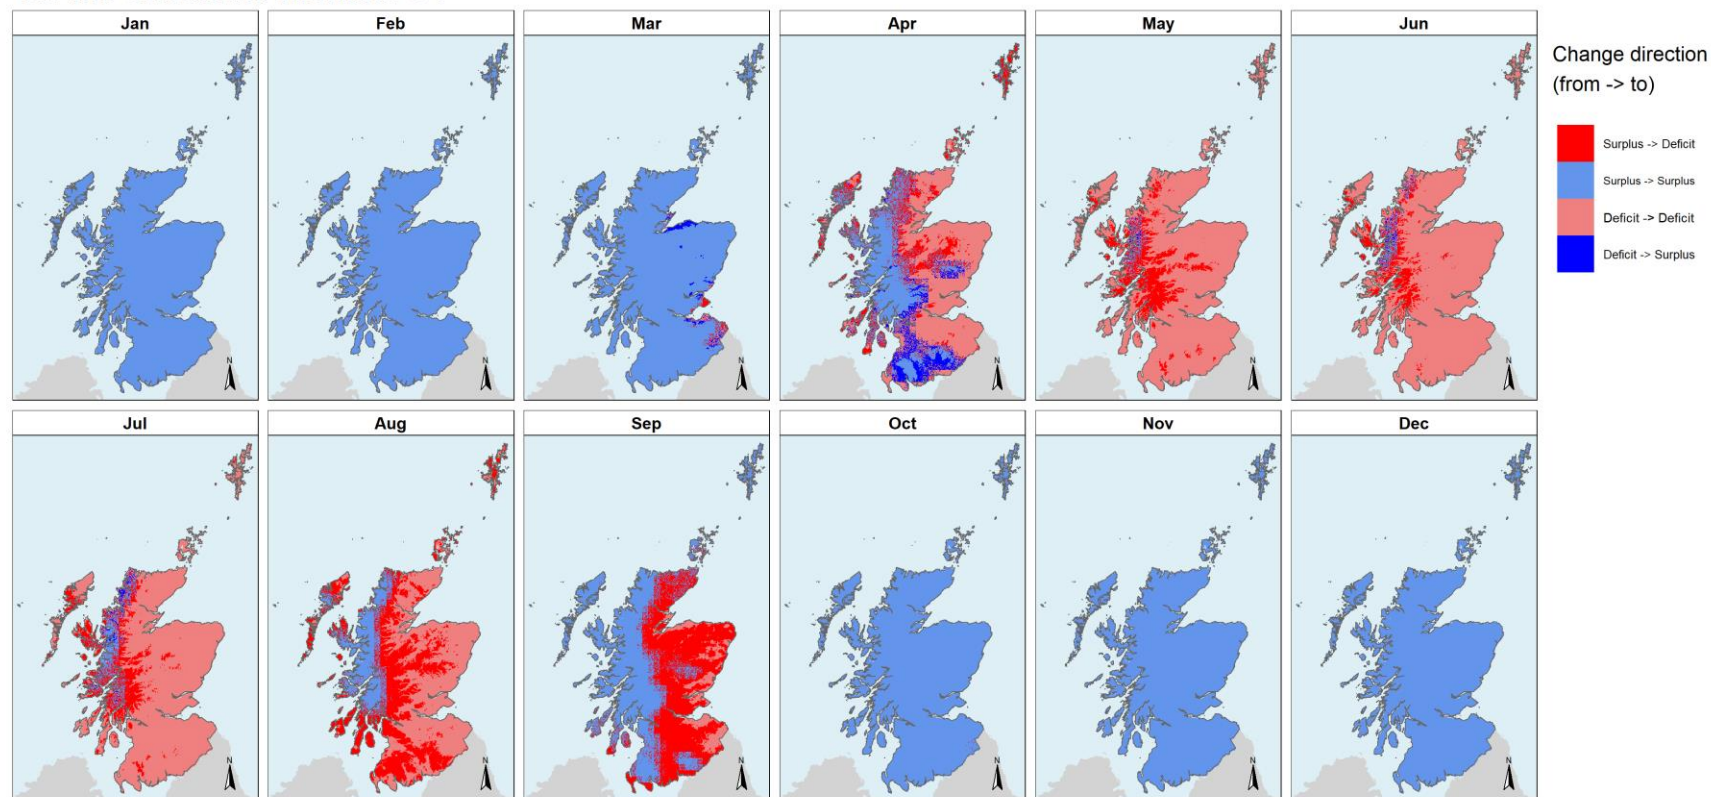 Jan
Feb
Mar
Apr
May
Jun
Change direction
(from -> to)
Surplus -> Deficit
Surplus -> Surplus
Deficit -> Deficit
Deficit -> Surplus
N
N
N
N
N
N
Jul
Aug
Sep
Oct
Nov
Dec
N
N
N
N
N
N